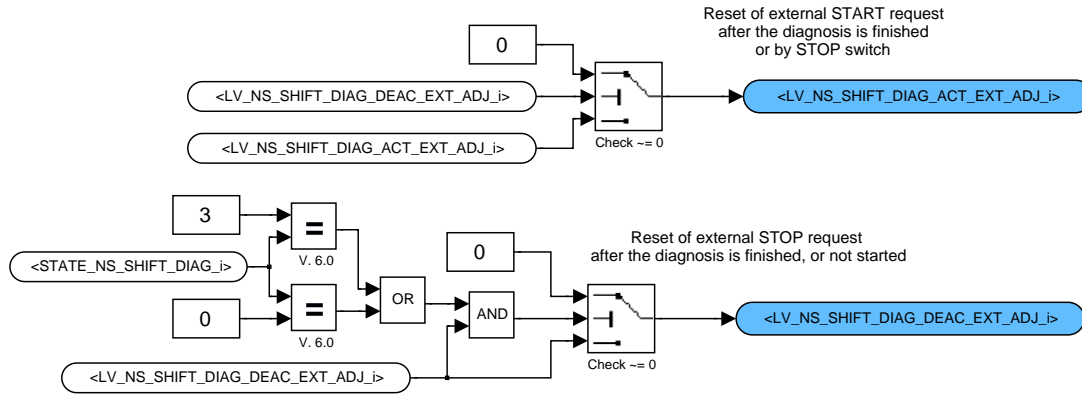 Reset of external START request
after the diagnosis is finished
or by STOP switch
0
<LV_NS_SHIFT_DIAG_DEAC_EXT_ADJ_i>
<LV_NS_SHIFT_DIAG_ACT_EXT_ADJ_i>
<LV_NS_SHIFT_DIAG_ACT_EXT_ADJ_i>
Check ~= 0
3
=
V. 6.0
<STATE_NS_SHIFT_DIAG_i>
0
=
V. 6.0
OR
AND
0
Reset of external STOP request
after the diagnosis is finished, or not started
<LV_NS_SHIFT_DIAG_DEAC_EXT_ADJ_i>
Check ~= 0
<LV_NS_SHIFT_DIAG_DEAC_EXT_ADJ_i>